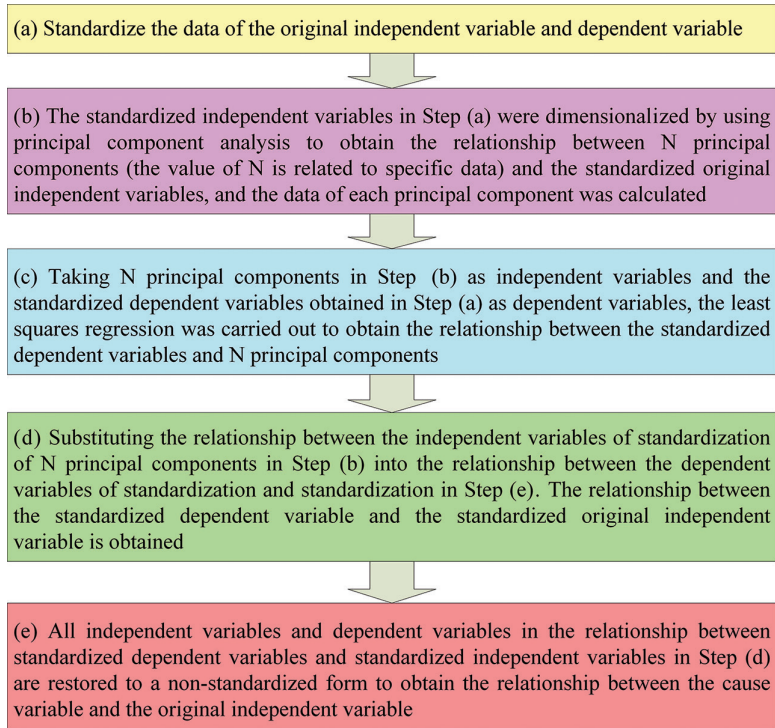 (a) Standardize the data of the original independent variable and dependent variable
(b) The standardized independent variables in Step (a) were dimensionalized by using
principal component analysis to obtain the relationship between N principal
components (the value of N is related to specific data) and the standardized original
independent variables, and the data of each principal component was calculated
(c) Taking N principal components in Step (b) as independent variables and the
standardized dependent variables obtained in Step (a) as dependent variables, the least
squares regression was carried out to obtain the relationship between the standardized
dependent variables and N principal components
(d) Substituting the relationship between the independent variables of standardization
of N principal components in Step (b) into the relationship between the dependent
variables of standardization and standardization in Step (e). The relationship between
the standardized dependent variable and the standardized original independent
variable is obtained
(e) All independent variables and dependent variables in the relationship between
standardized dependent variables and standardized independent variables in Step (d)
are restored to a non-standardized form to obtain the relationship between the cause
variable and the original independent variable